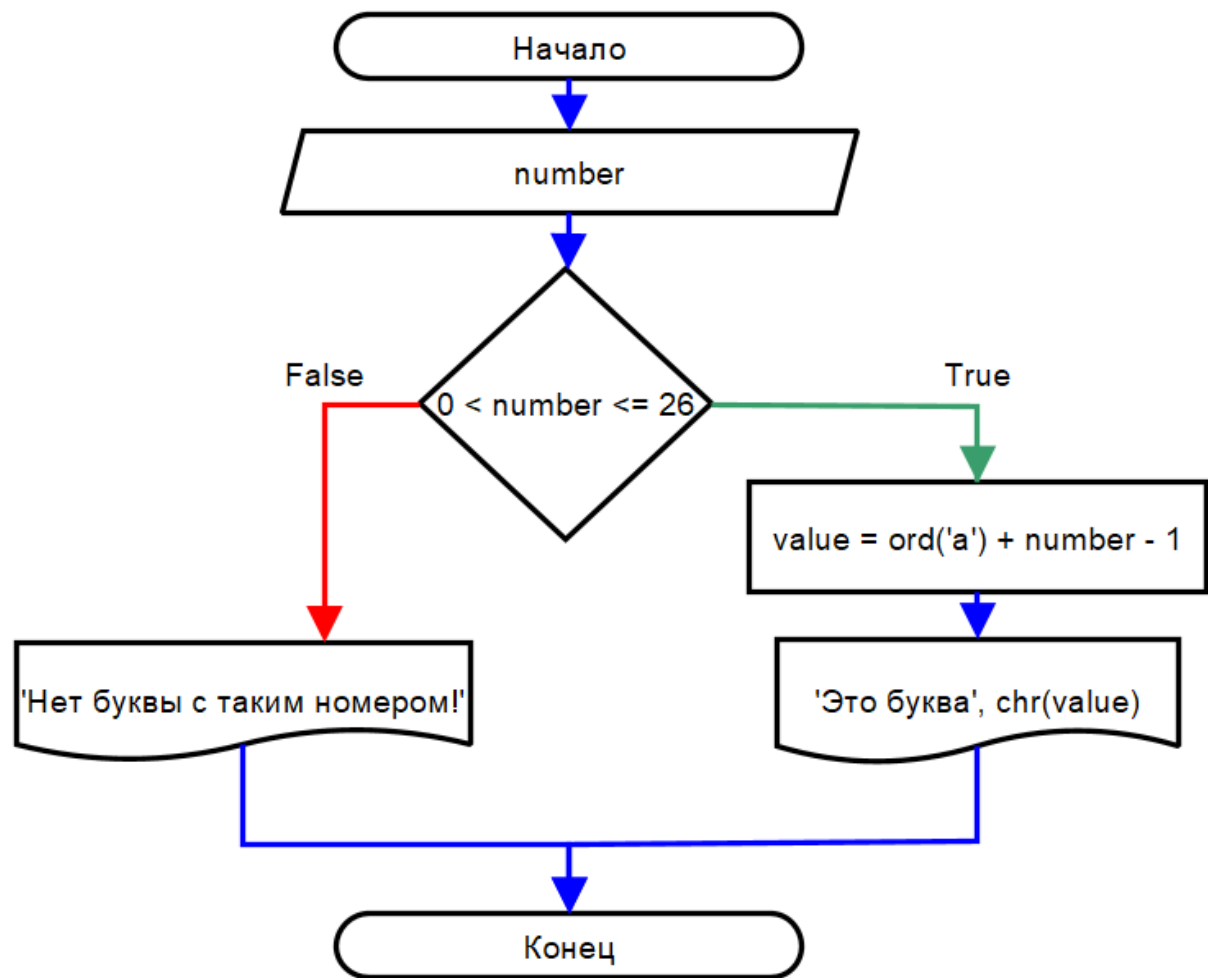 Начало
number
False
True
0 < number <= 26
value = ord('a') + number - 1
'Нет буквы с таким номером!'
'Это буква', chr(value)
Конец